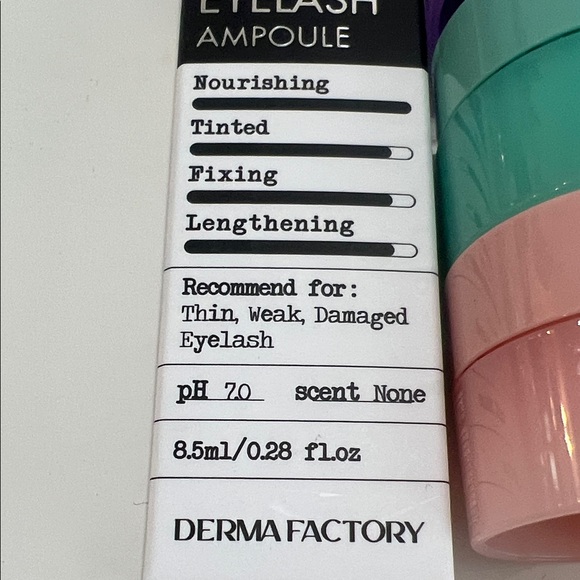 EYELASH
AMPOULE
Nourishing
Tinted
Fixing
Lengthening
Recommend for:
Thin, Weak, Damaged
Eyelash
pH 7.0 scent None
8.5ml/0.28 fl.oz
DERMA FACTORY